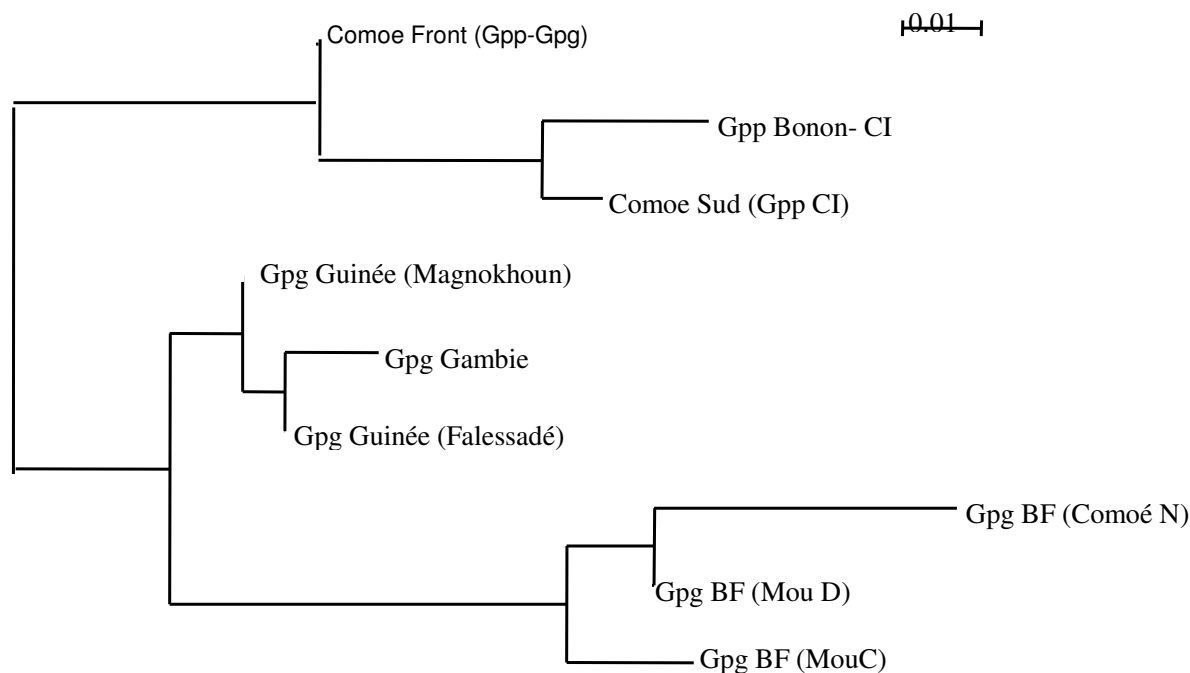 0.01
Comoe Front (Gpp-Gpg)
Gpp Bonon- CI
Comoe Sud (Gpp CI)
Gpg Guinée (Magnokhoun)
Gpg Gambie
Gpg Guinée (Falessadé)
Gpg BF (Comoé N)
Gpg BF (Mou D)
Gpg BF (MouC)